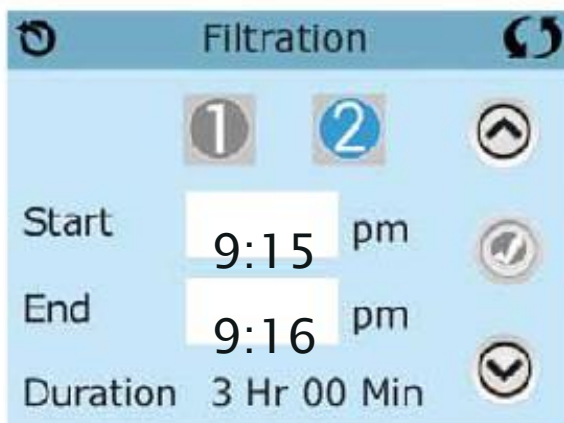 Filtration
1 2
Start 9:15 pm
End 9:16 pm
Duration 3 Hr 00 Min